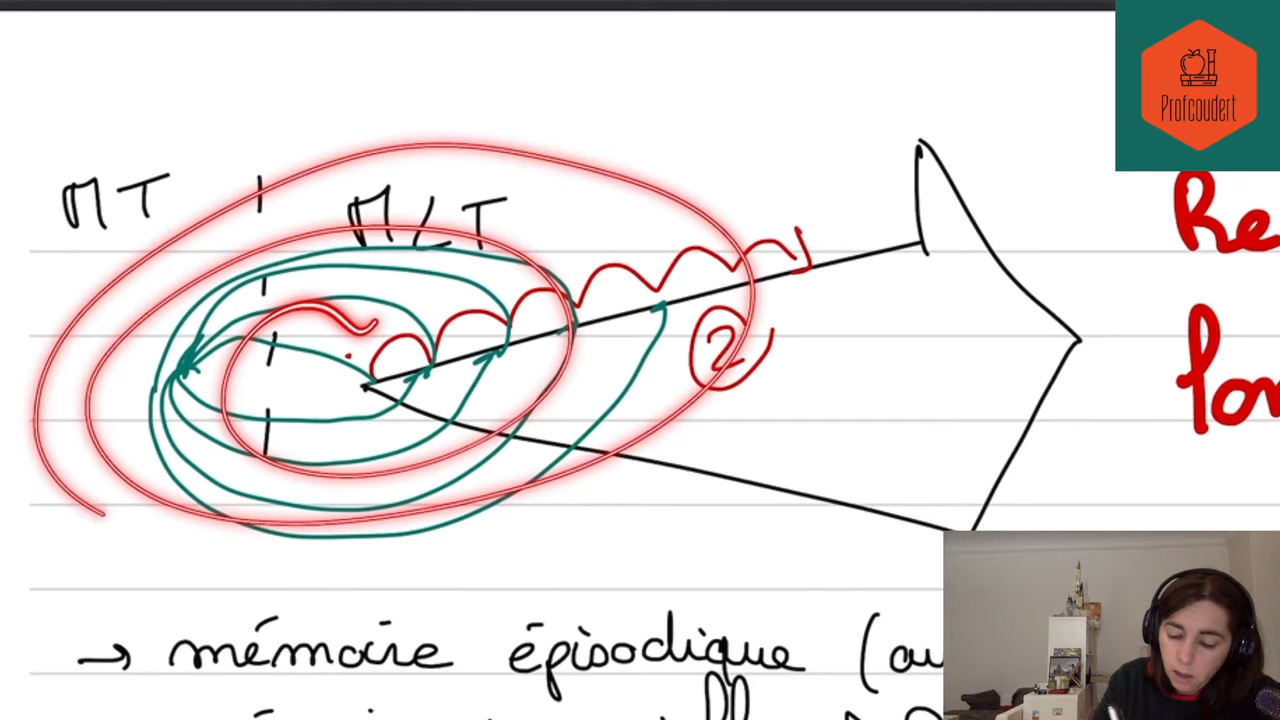 Profcoudert
MT MLT
Re
2
lon
→ mémoire épisodique (au